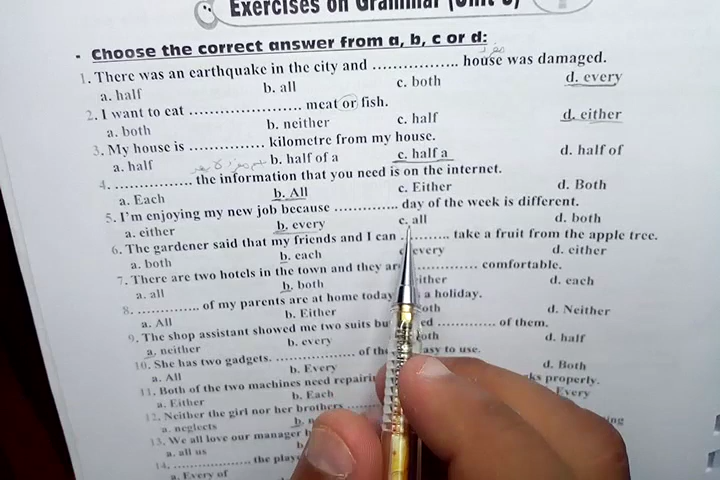 Exercises on Grammar (Unit
• Choose the correct answer from a, b, c or d:
1. There was an earthquake in the city and ................. house was damaged.
a. half b. all c. both d. every
2. I want to eat ...................... meat or fish.
a. both b. neither c. half d. either
3. My house is ............... kilometre from my house.
a. half b. half of a c. half a d. half of
4. ............... the information that you need is on the internet.
a. Each b. All c. Either d. Both
5. I'm enjoying my new job because ............. day of the week is different.
a. either b. every c. all d. both
6. The gardener said that my friends and I can .......... take a fruit from the apple tree.
a. both b. each every d. either
7. There are two hotels in the town and they ............. comfortable.
a. all b. both d. each
8. ............. of my parents are at home today a holiday.
a. All b. Either d. Neither
9. The shop assistant showed me two suits ............. of them.
a. neither b. every d. half
10. She has two gadgets. ................. of easy to use.
a. All b. Every d. Both
11. Both of the two machines need properly.
a. Either b. Each Every
12. Neither the girl nor her brothers
a. neglects b.
13. We all love our manager
a. all us b.
14. .................. the
a. Every of